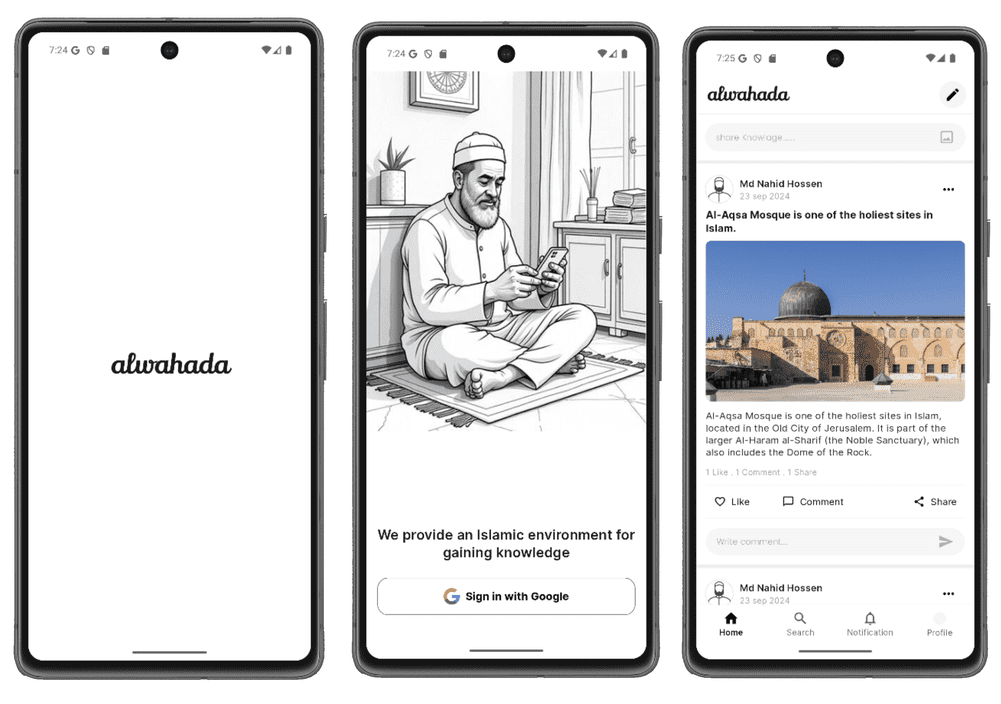 7:24
alwahada
7:24
We provide an Islamic environment for
gaining knowledge
Sign in with Google
7:25
alwahada
share Knowlage.....
Md Nahid Hossen
23 sep 2024
Al-Aqsa Mosque is one of the holiest sites in
Islam.
Al-Aqsa Mosque is one of the holiest sites in Islam,
located in the Old City of Jerusalem. It is part of the
larger Al-Haram al-Sharif (the Noble Sanctuary), which
also includes the Dome of the Rock.
1 Like . 1 Comment . 1 Share
Like Comment Share
Write comment...
Md Nahid Hossen
23 sep 2024
Home Search Notification Profile